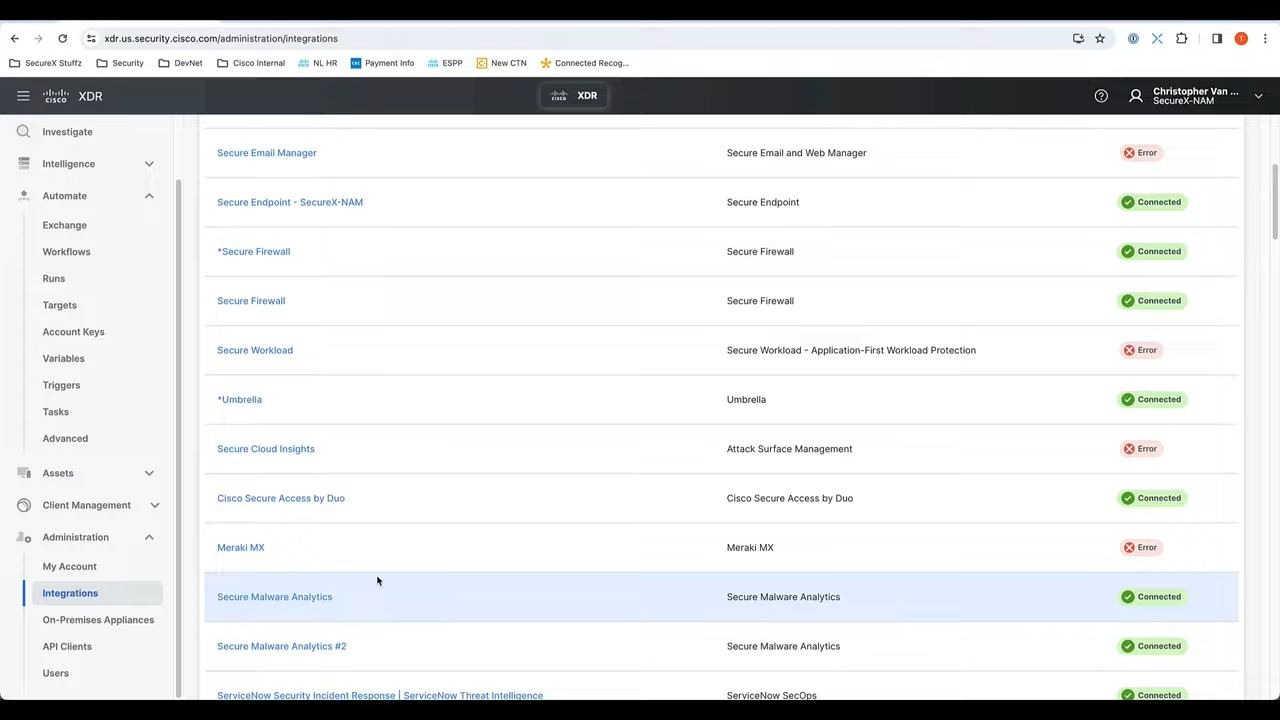 xdr.us.security.cisco.com/administration/integrations
SecureX Stuffz
Security
DevNet
Cisco Internal
NL HR
Payment Info
ESPP
New CTN
Connected Recog...
cisco XDR
cisco XDR
Christopher Van ...
SecureX-NAM
T
Investigate
Intelligence
Automate
Exchange
Workflows
Runs
Targets
Account Keys
Variables
Triggers
Tasks
Advanced
Assets
Client Management
Administration
My Account
Integrations
On-Premises Appliances
API Clients
Users
Secure Email Manager Secure Email and Web Manager Error
Secure Endpoint - SecureX-NAM Secure Endpoint Connected
*Secure Firewall Secure Firewall Connected
Secure Firewall Secure Firewall Connected
Secure Workload Secure Workload - Application-First Workload Protection Error
*Umbrella Umbrella Connected
Secure Cloud Insights Attack Surface Management Error
Cisco Secure Access by Duo Cisco Secure Access by Duo Connected
Meraki MX Meraki MX Error
Secure Malware Analytics Secure Malware Analytics Connected
Secure Malware Analytics #2 Secure Malware Analytics Connected
ServiceNow Security Incident Response | ServiceNow Threat Intelligence ServiceNow SecOps Connected